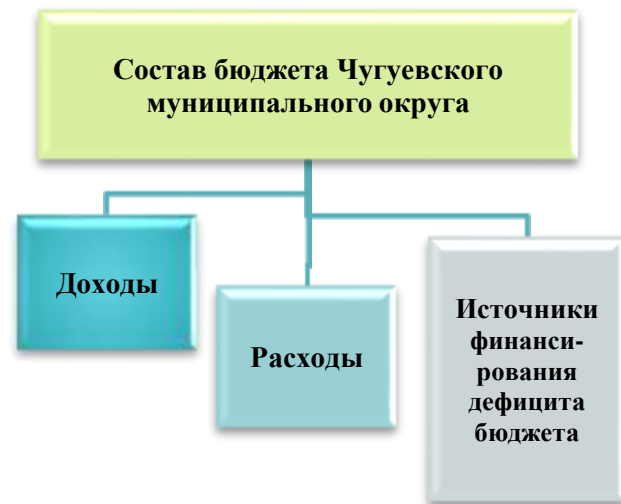 Состав бюджета Чугуевского
муниципального округа
Доходы
Расходы
Источники
финанси-
рования
дефицита
бюджета